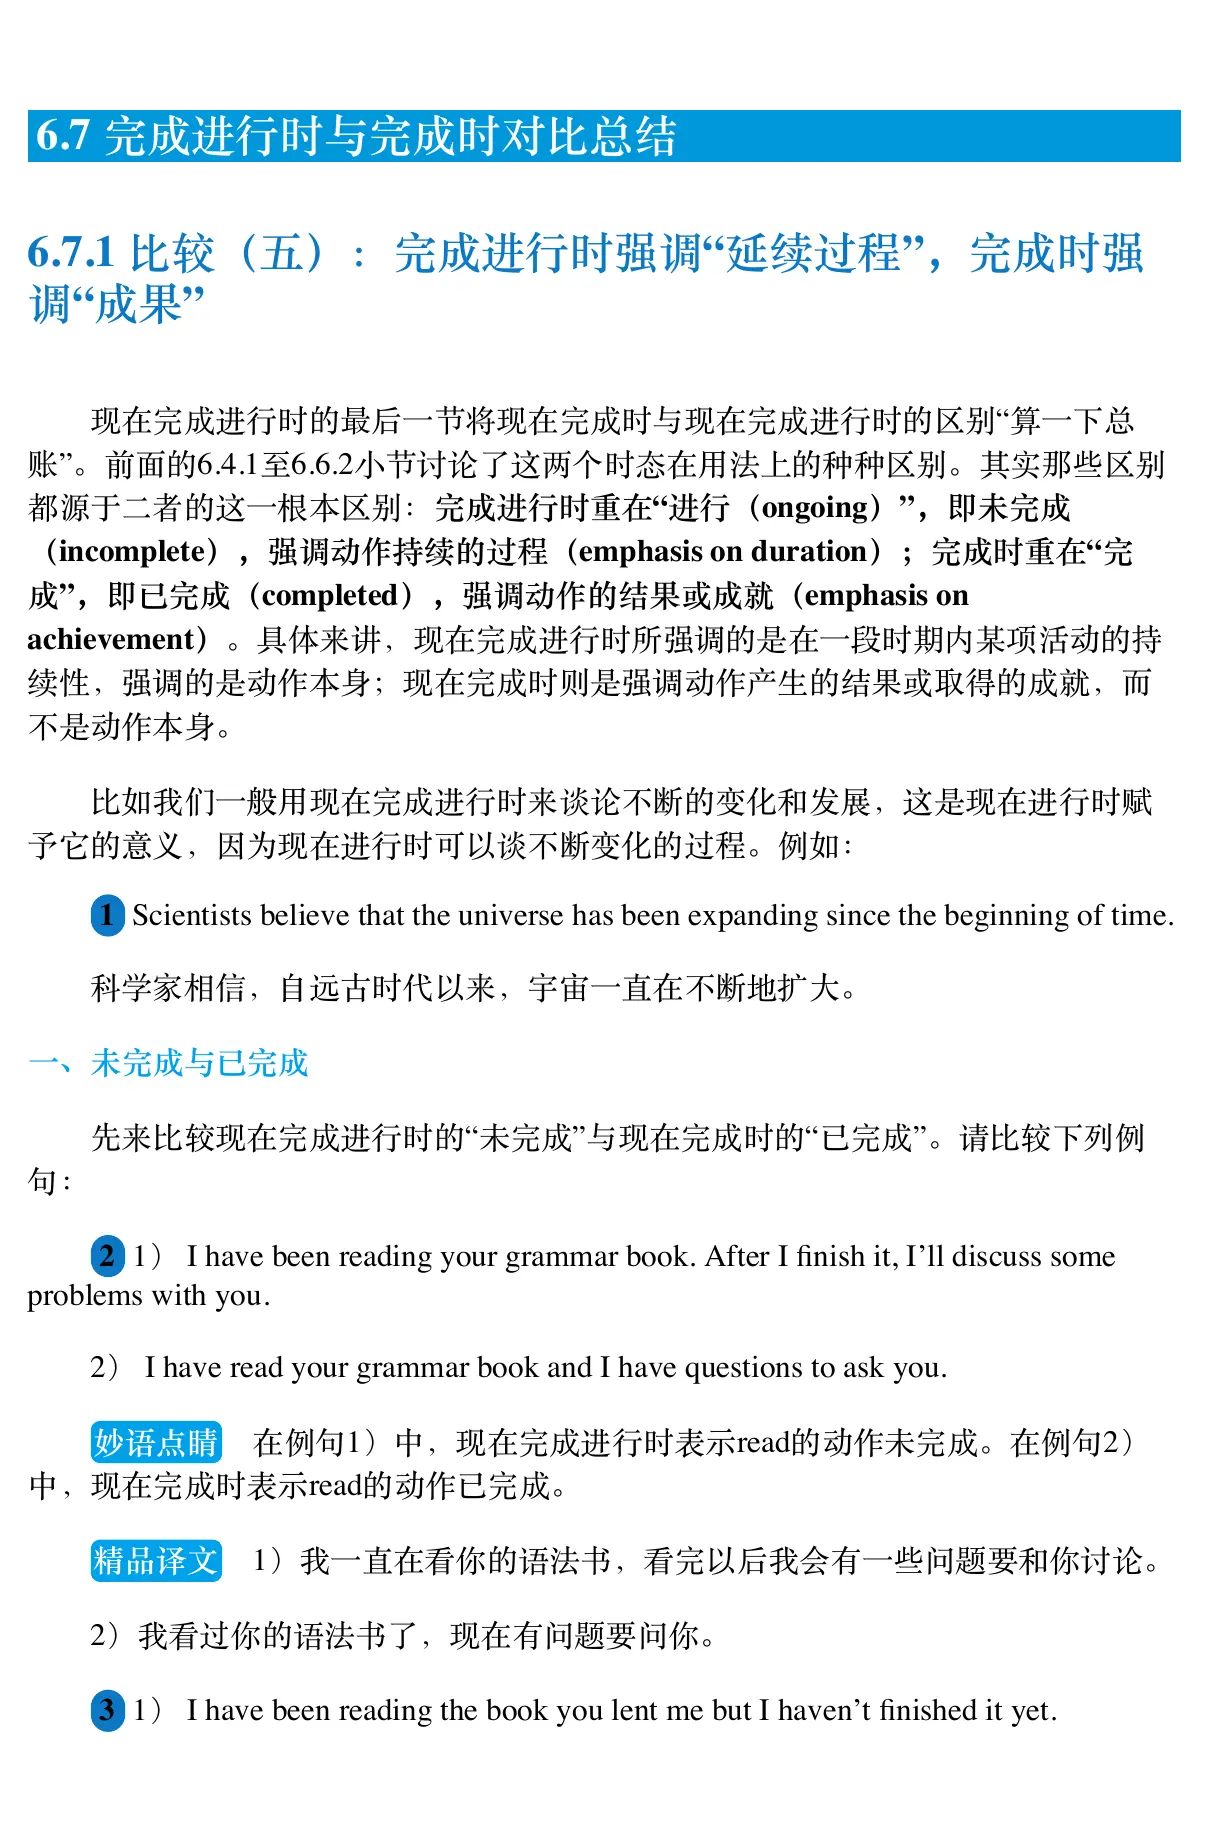 6.7 完成进行时与完成时对比总结
6.7.1 比较（五）：完成进行时强调“延续过程”，完成时强
调“成果”
现在完成进行时的最后一节将现在完成时与现在完成进行时的区别“算一下总
账”。前面的6.4.1至6.6.2小节讨论了这两个时态在用法上的种种区别。其实那些区别
都源于二者的这一根本区别：完成进行时重在“进行（ongoing）”，即未完成
（incomplete），强调动作持续的过程（emphasis on duration）；完成时重在“完
成”，即已完成（completed），强调动作的结果或成就（emphasis on
achievement）。具体来讲，现在完成进行时所强调的是在一段时期内某项活动的持
续性，强调的是动作本身；现在完成时则是强调动作产生的结果或取得的成就，而
不是动作本身。
比如我们一般用现在完成进行时来谈论不断的变化和发展，这是现在进行时赋
予它的意义，因为现在进行时可以谈不断变化的过程。例如：
1 Scientists believe that the universe has been expanding since the beginning of time.
科学家相信，自远古时代以来，宇宙一直在不断地扩大。
一、未完成与已完成
先来比较现在完成进行时的“未完成”与现在完成时的“已完成”。请比较下列例
句：
2 1） I have been reading your grammar book. After I finish it, I’ll discuss some
problems with you.
2） I have read your grammar book and I have questions to ask you.
妙语点睛 在例句1）中，现在完成进行时表示read的动作未完成。在例句2）
中，现在完成时表示read的动作已完成。
精品译文 1）我一直在看你的语法书，看完以后我会有一些问题要和你讨论。
2）我看过你的语法书了，现在有问题要问你。
3 1） I have been reading the book you lent me but I haven’t finished it yet.